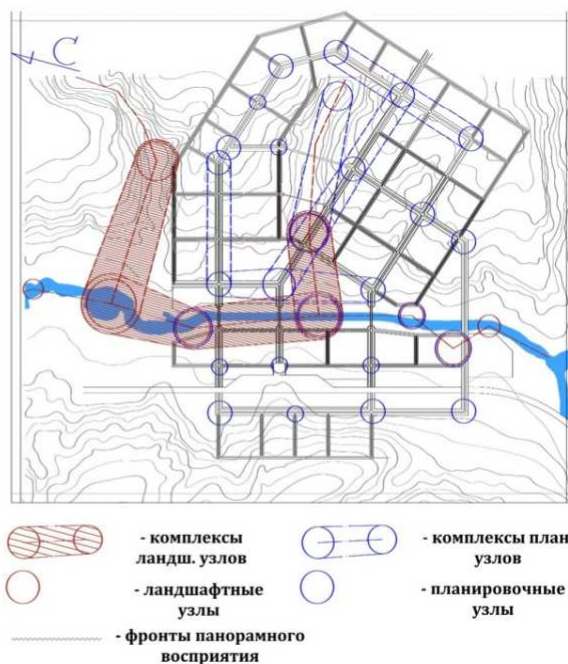 С
- комплексы
ландш. узлов
- комплексы план
узлов
- ландшафтные
узлы
- планировочные
узлы
- фронты панорамного
восприятия